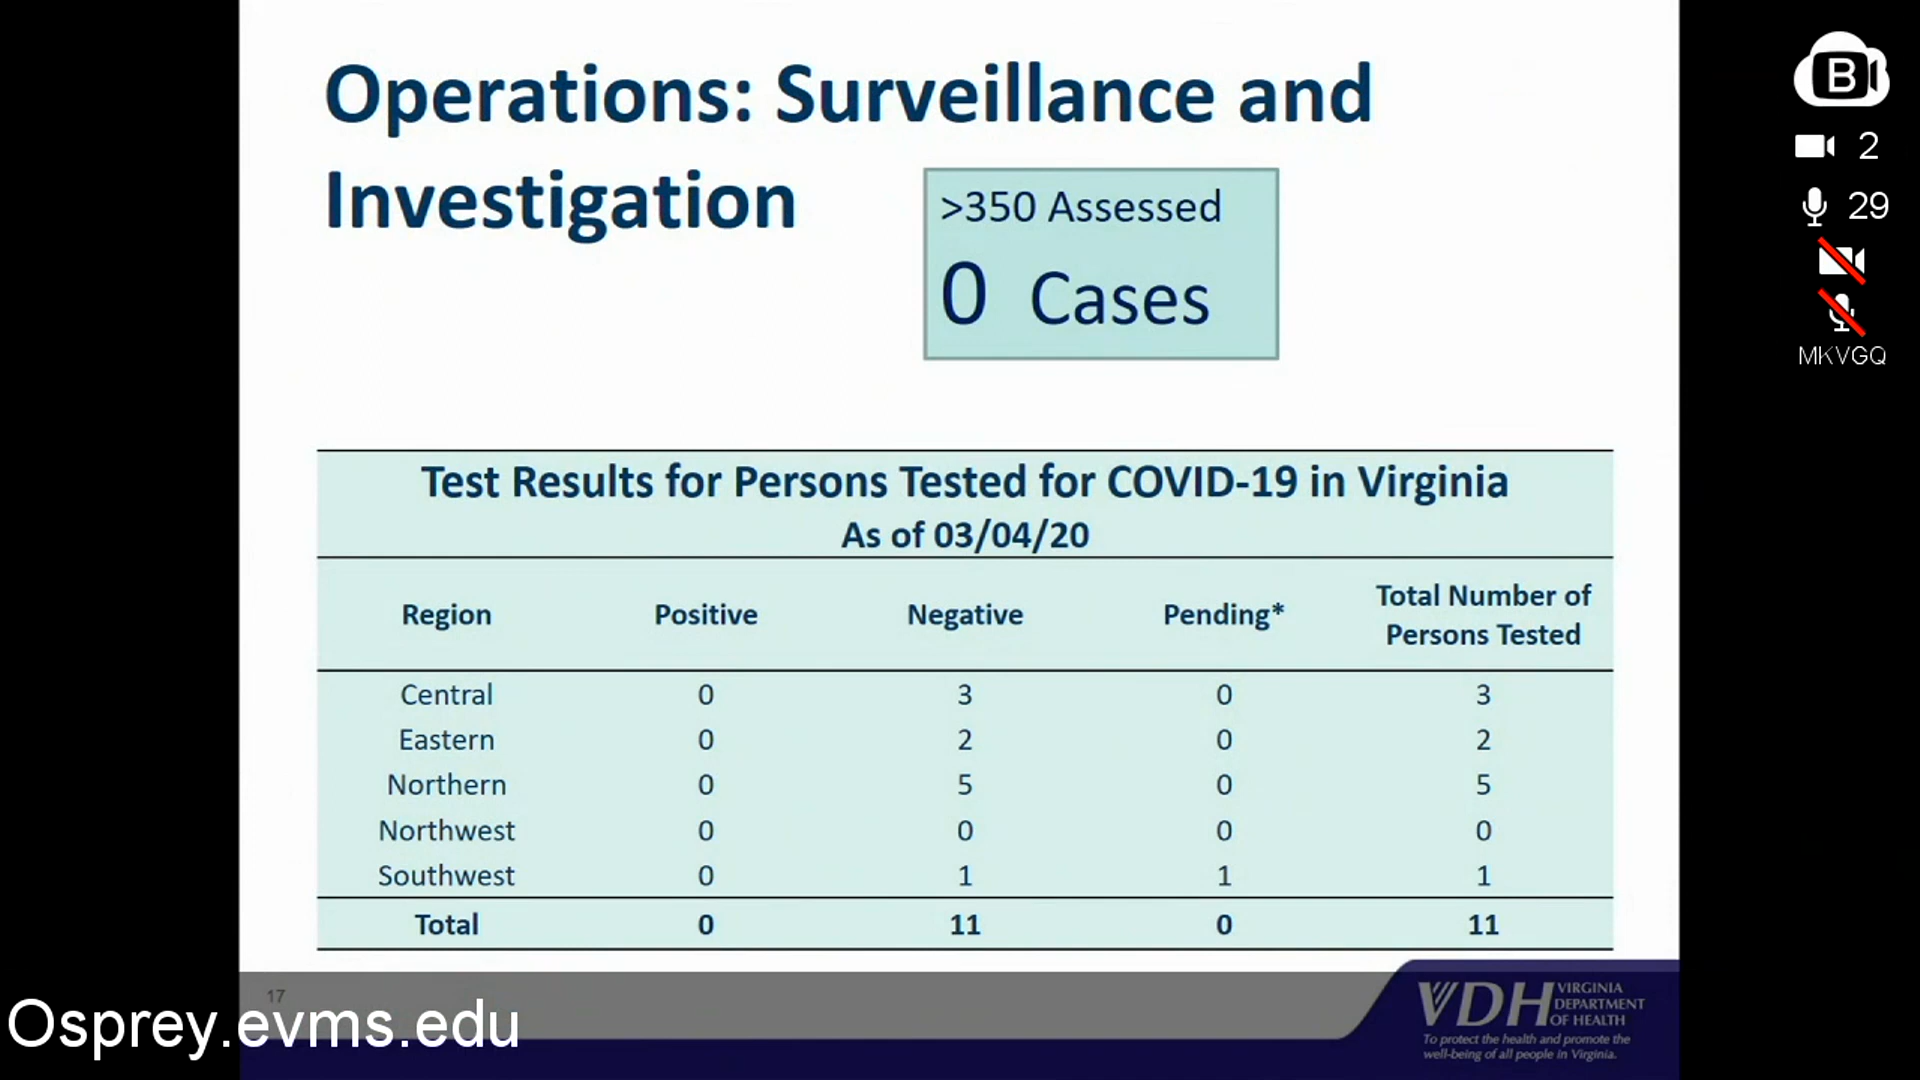 Operations: Surveillance and
Investigation
>350 Assessed
0 Cases
Test Results for Persons Tested for COVID-19 in Virginia
As of 03/04/20
Region Positive Negative Pending* Total Number of Persons Tested
Central 0 3 0 3
Eastern 0 2 0 2
Northern 0 5 0 5
Northwest 0 0 0 0
Southwest 0 1 1 1
Total 0 11 0 11
17
VDH VIRGINIA
DEPARTMENT
OF HEALTH
To protect the health and promote the
well-being of all people in Virginia.
Osprey.evms.edu
B
2
29
MKVGQ